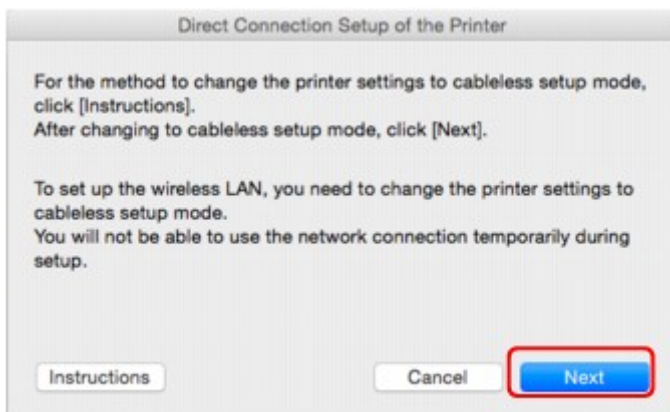 Direct Connection Setup of the Printer
For the method to change the printer settings to cableless setup mode,
click [Instructions].
After changing to cableless setup mode, click [Next].
To set up the wireless LAN, you need to change the printer settings to
cableless setup mode.
You will not be able to use the network connection temporarily during
setup.
Instructions Cancel Next